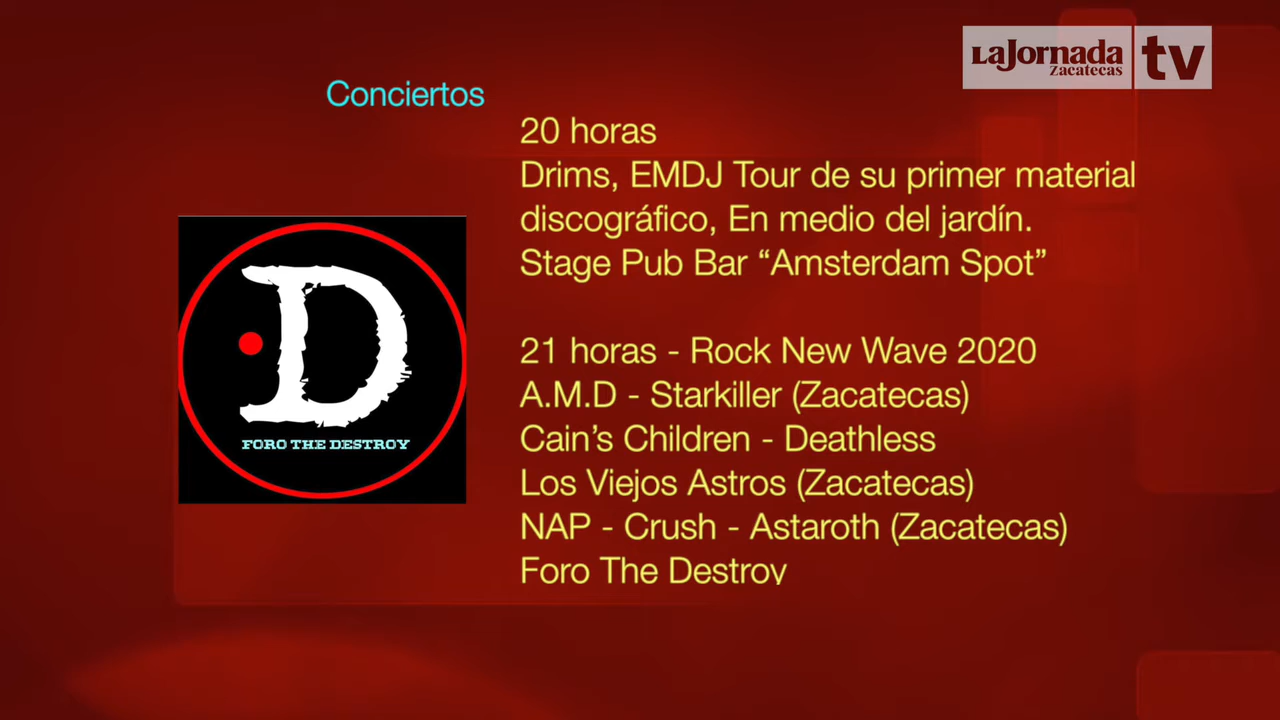 LaJornada
Zacatecas
tv
Conciertos
20 horas
Drims, EMDJ Tour de su primer material
discográfico, En medio del jardín.
Stage Pub Bar “Amsterdam Spot”
21 horas - Rock New Wave 2020
A.M.D - Starkiller (Zacatecas)
Cain’s Children - Deathless
Los Viejos Astros (Zacatecas)
NAP - Crush - Astaroth (Zacatecas)
Foro The Destroy
D
FORO THE DESTROY